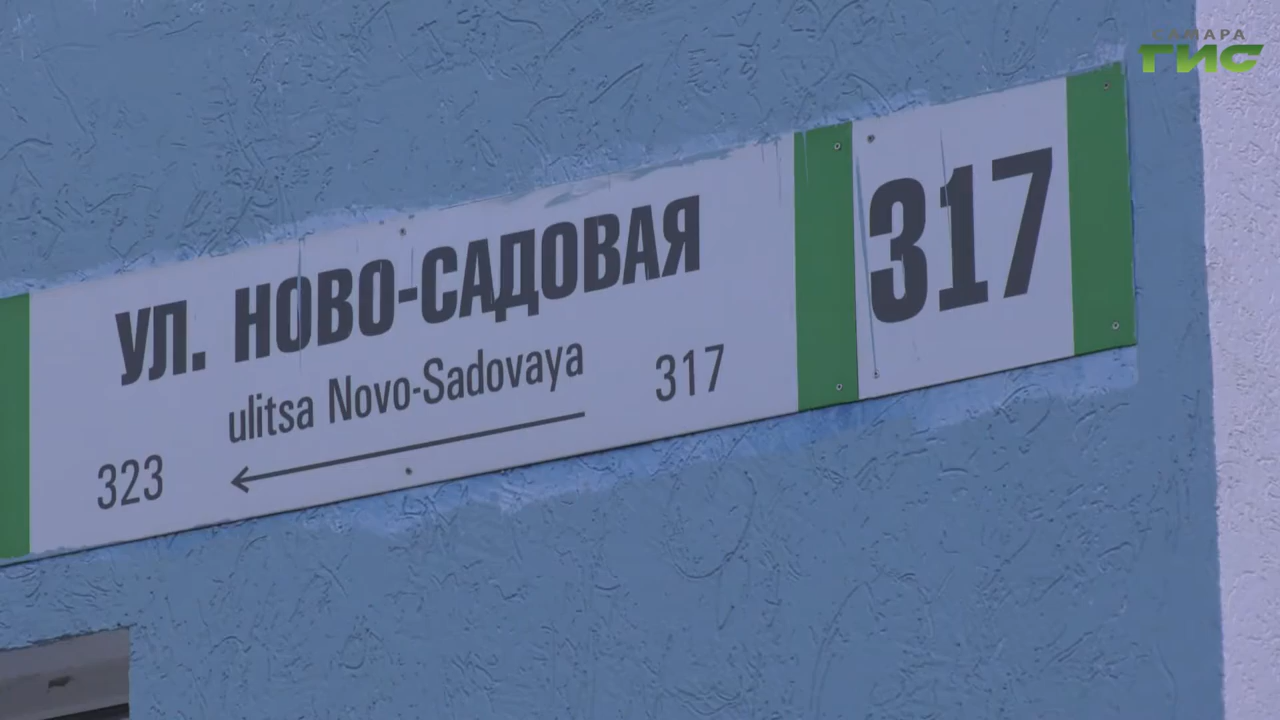 САМАРА
ГИС
УЛ. НОВО-САДОВАЯ
317
ulitsa Novo-Sadovaya
317
323